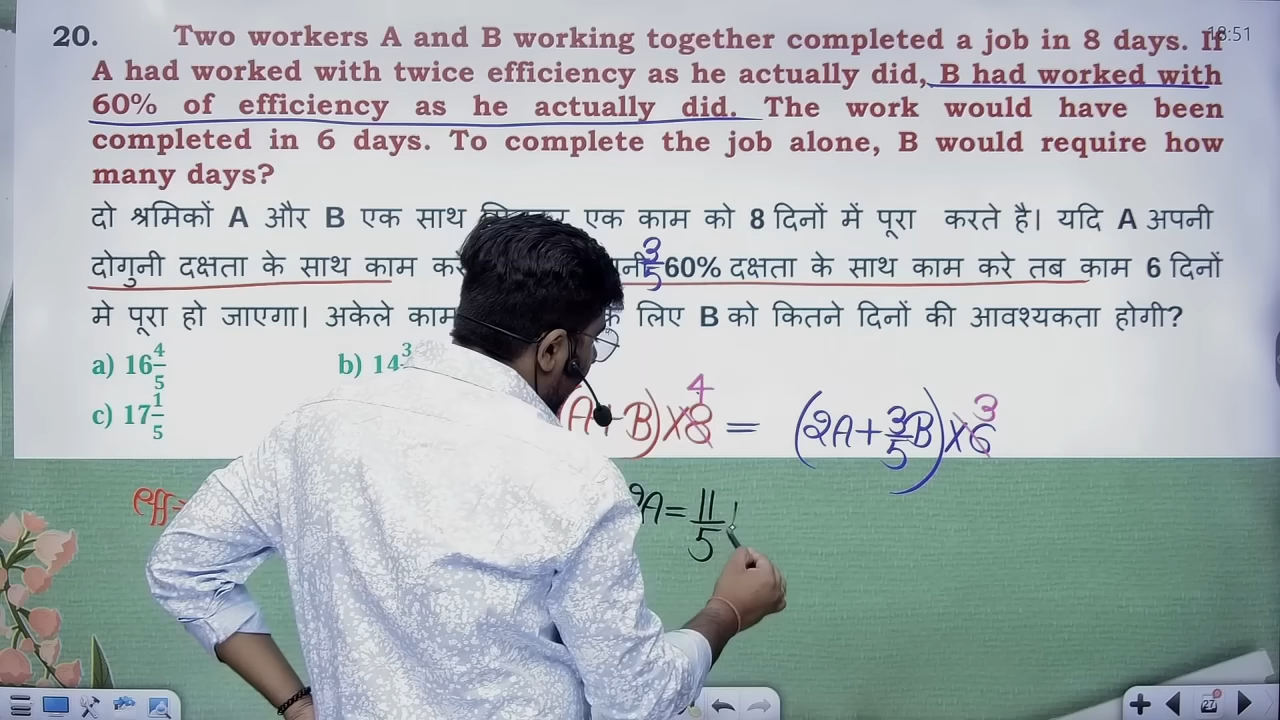 18:51
20. Two workers A and B working together completed a job in 8 days. If
A had worked with twice efficiency as he actually did, B had worked with
60% of efficiency as he actually did. The work would have been
completed in 6 days. To complete the job alone, B would require how
many days?
दो श्रमिकों A और B एक साथ एक काम को 8 दिनों में पूरा करते है। यदि A अपनी
दोगुनी दक्षता के साथ काम 3/5 60% दक्षता के साथ काम करे तब काम 6 दिनों
मे पूरा हो जाएगा। अकेले काम लिए B को कितने दिनों की आवश्यकता होगी?
a) 16 4/5 b) 14
c) 17 1/5
(A+B)×8 4 = (2A+3/5B)×6 3
eff= 2A=11/5
27